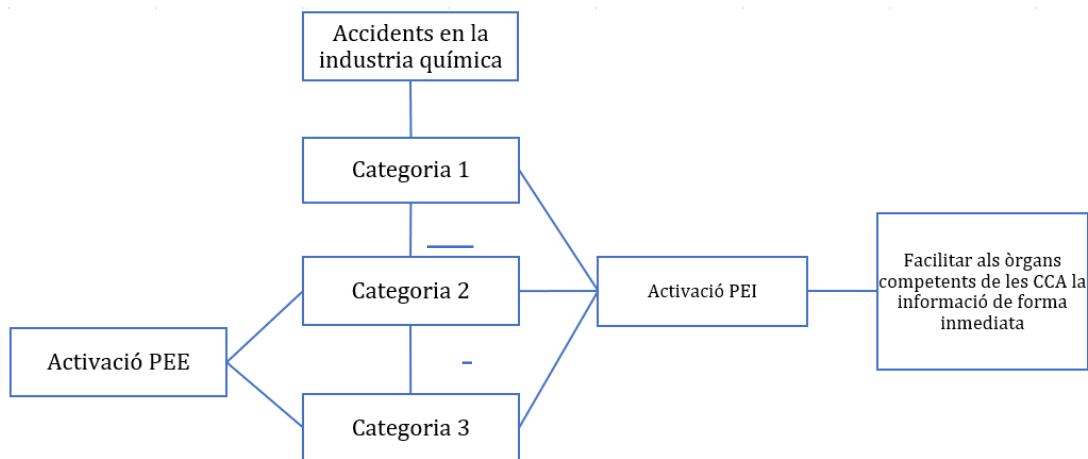 Accidents en la
industria química
Categoria 1
Categoria 2
Categoria 3
Activació PEE
Activació PEI
Facilitar als òrgans
competents de les CCA la
informació de forma
inmediata